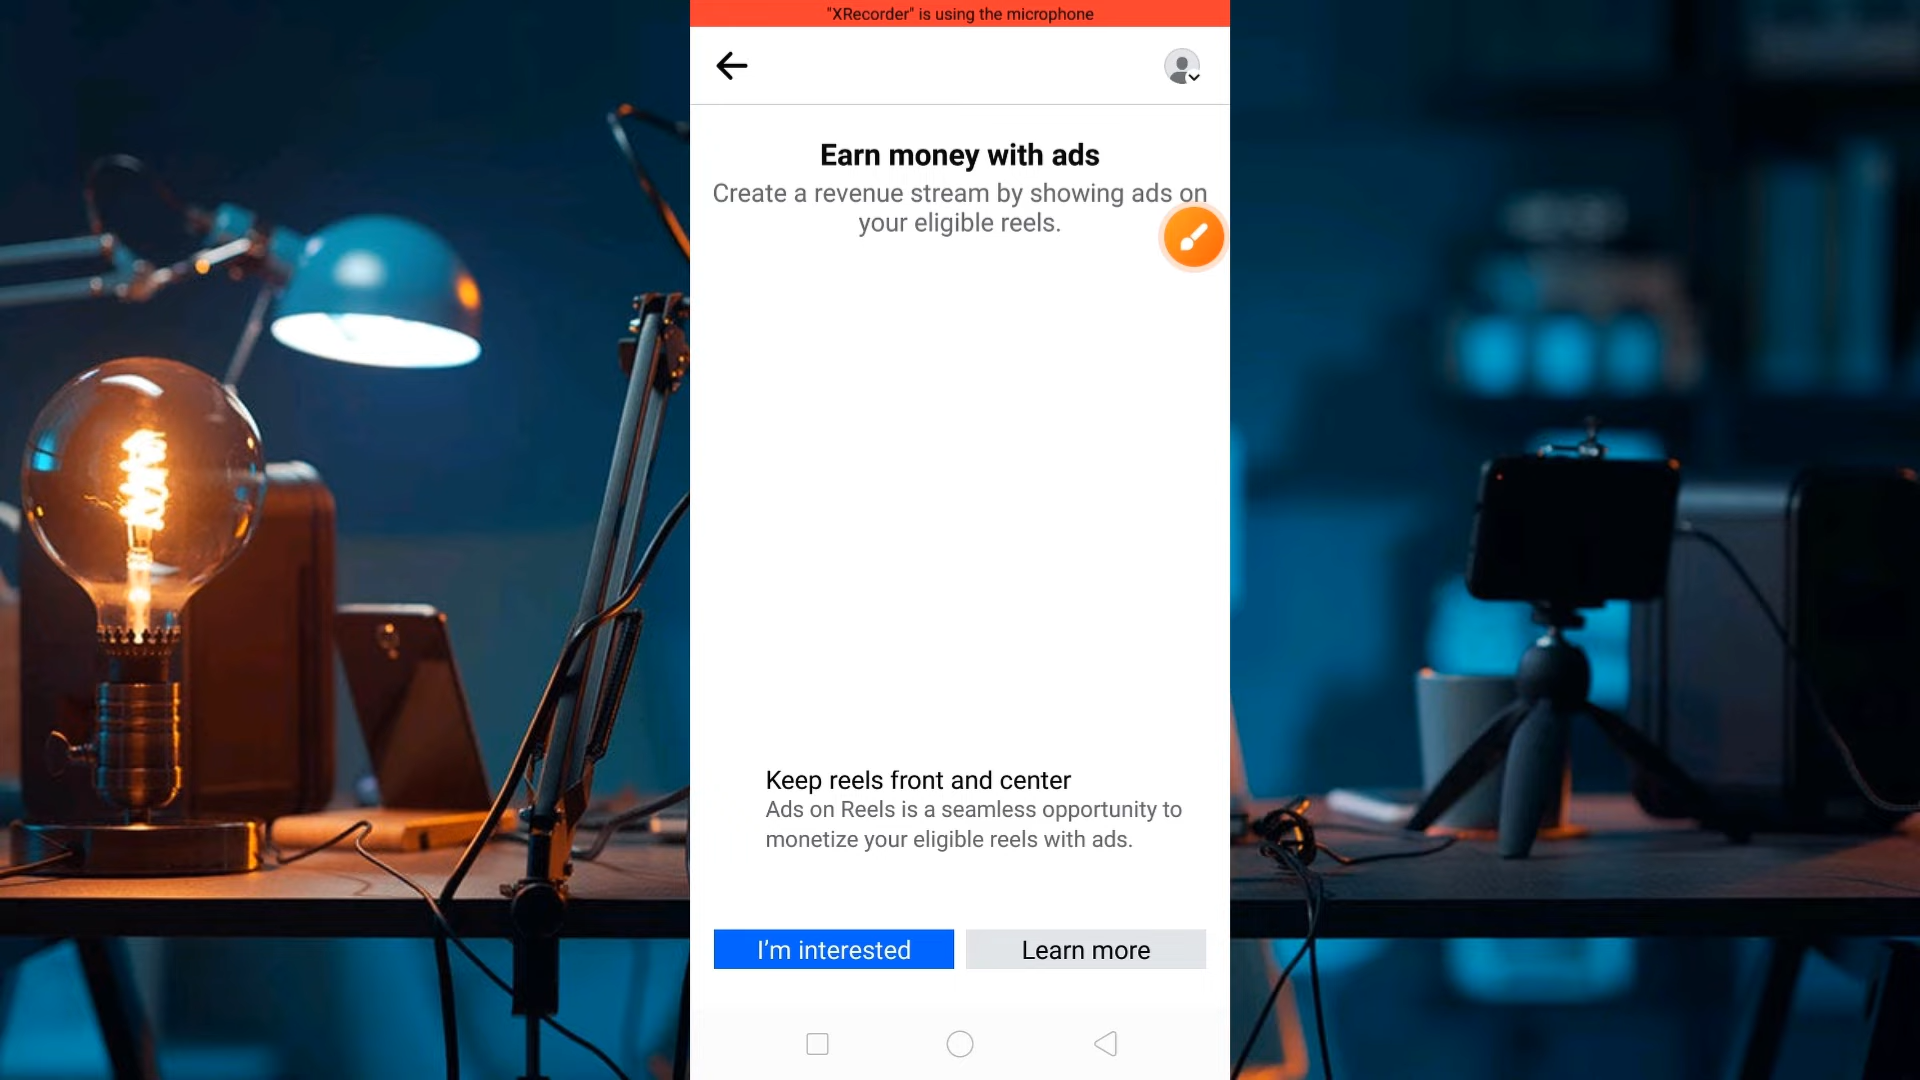 "XRecorder" is using the microphone
Earn money with ads
Create a revenue stream by showing ads on
your eligible reels.
Keep reels front and center
Ads on Reels is a seamless opportunity to
monetize your eligible reels with ads.
I'm interested
Learn more